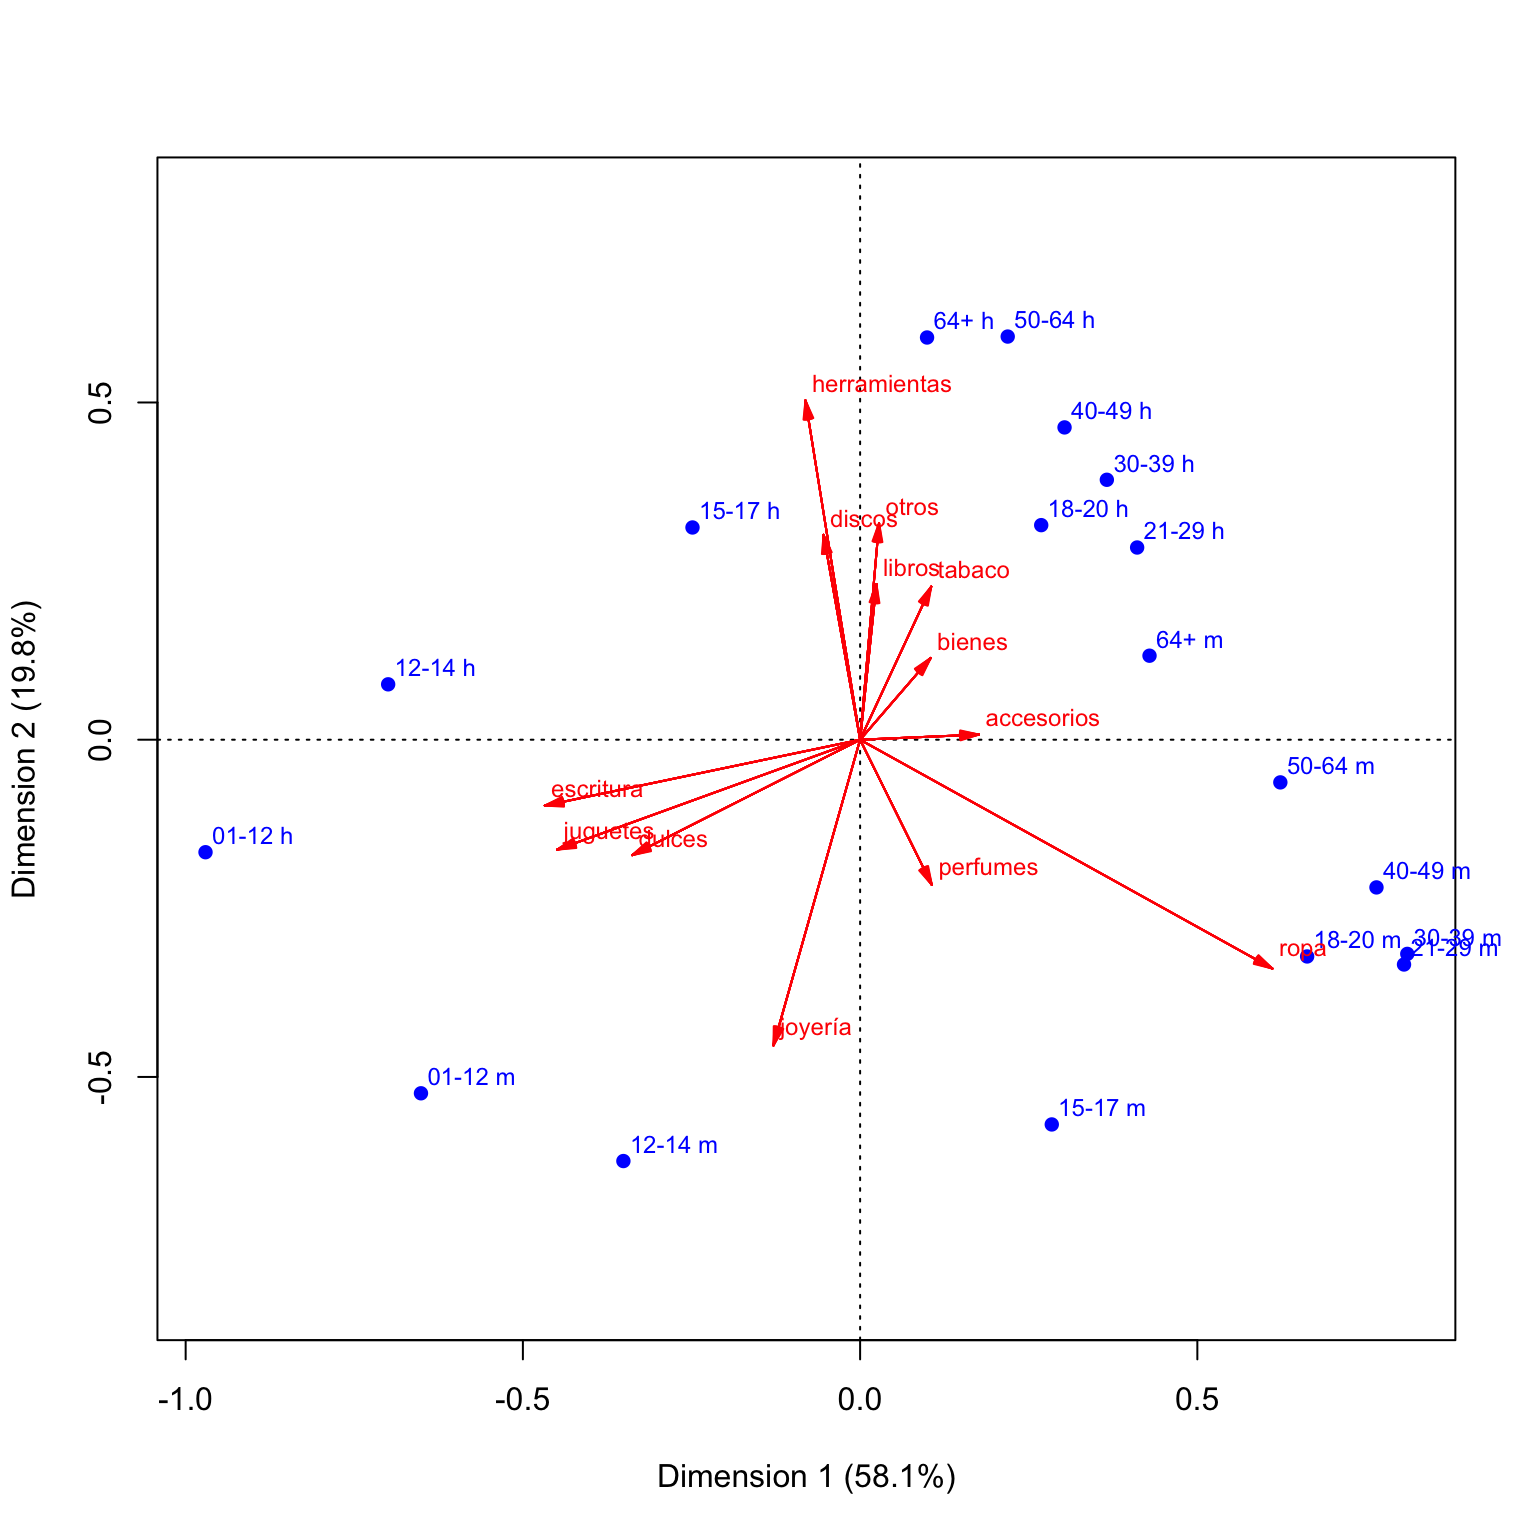 64+ h
50-64 h
herramientas
40-49 h
30-39 h
15-17 h
discos
otros
18-20 h
21-29 h
libros
tabaco
bienes
64+ m
12-14 h
accesorios
escritura
50-64 m
juguetes
dulces
01-12 h
perfumes
40-49 m
ropa
18-20 m
30-39 m
21-29 m
joyería
01-12 m
15-17 m
12-14 m
0.5
0.0
-0.5
Dimension 2 (19.8%)
-1.0
-0.5
0.0
0.5
Dimension 1 (58.1%)